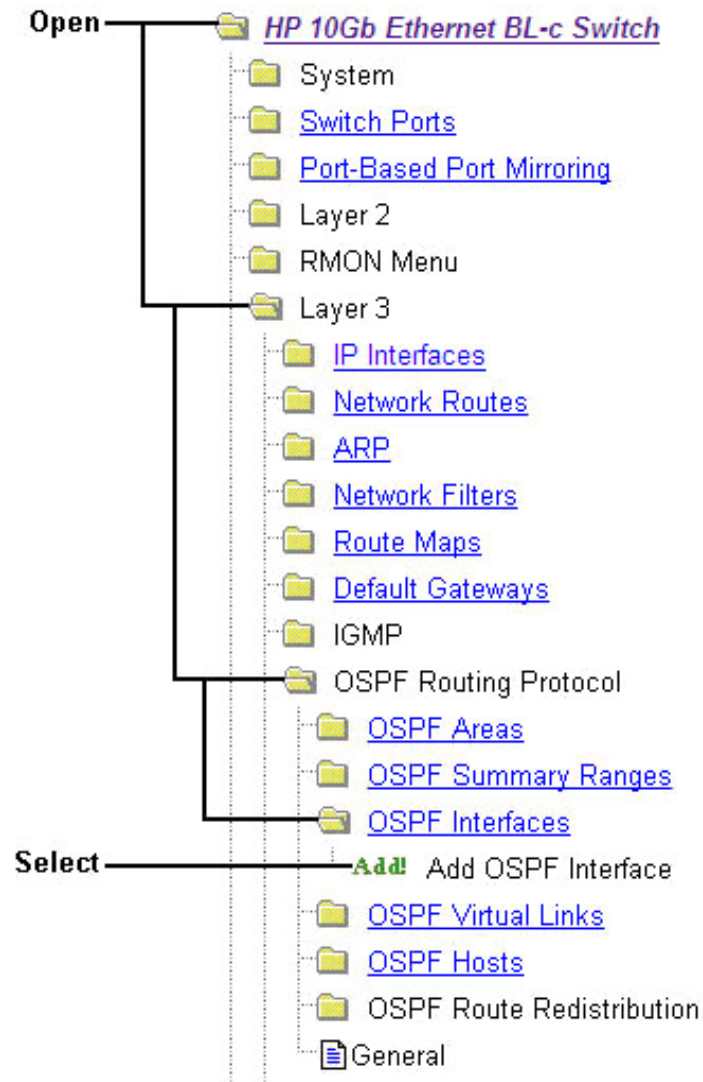 Open HP 10Gb Ethernet BL-c Switch
System
Switch Ports
Port-Based Port Mirroring
Layer 2
RMON Menu
Layer 3
IP Interfaces
Network Routes
ARP
Network Filters
Route Maps
Default Gateways
IGMP
OSPF Routing Protocol
OSPF Areas
OSPF Summary Ranges
OSPF Interfaces
Select Add! Add OSPF Interface
OSPF Virtual Links
OSPF Hosts
OSPF Route Redistribution
General